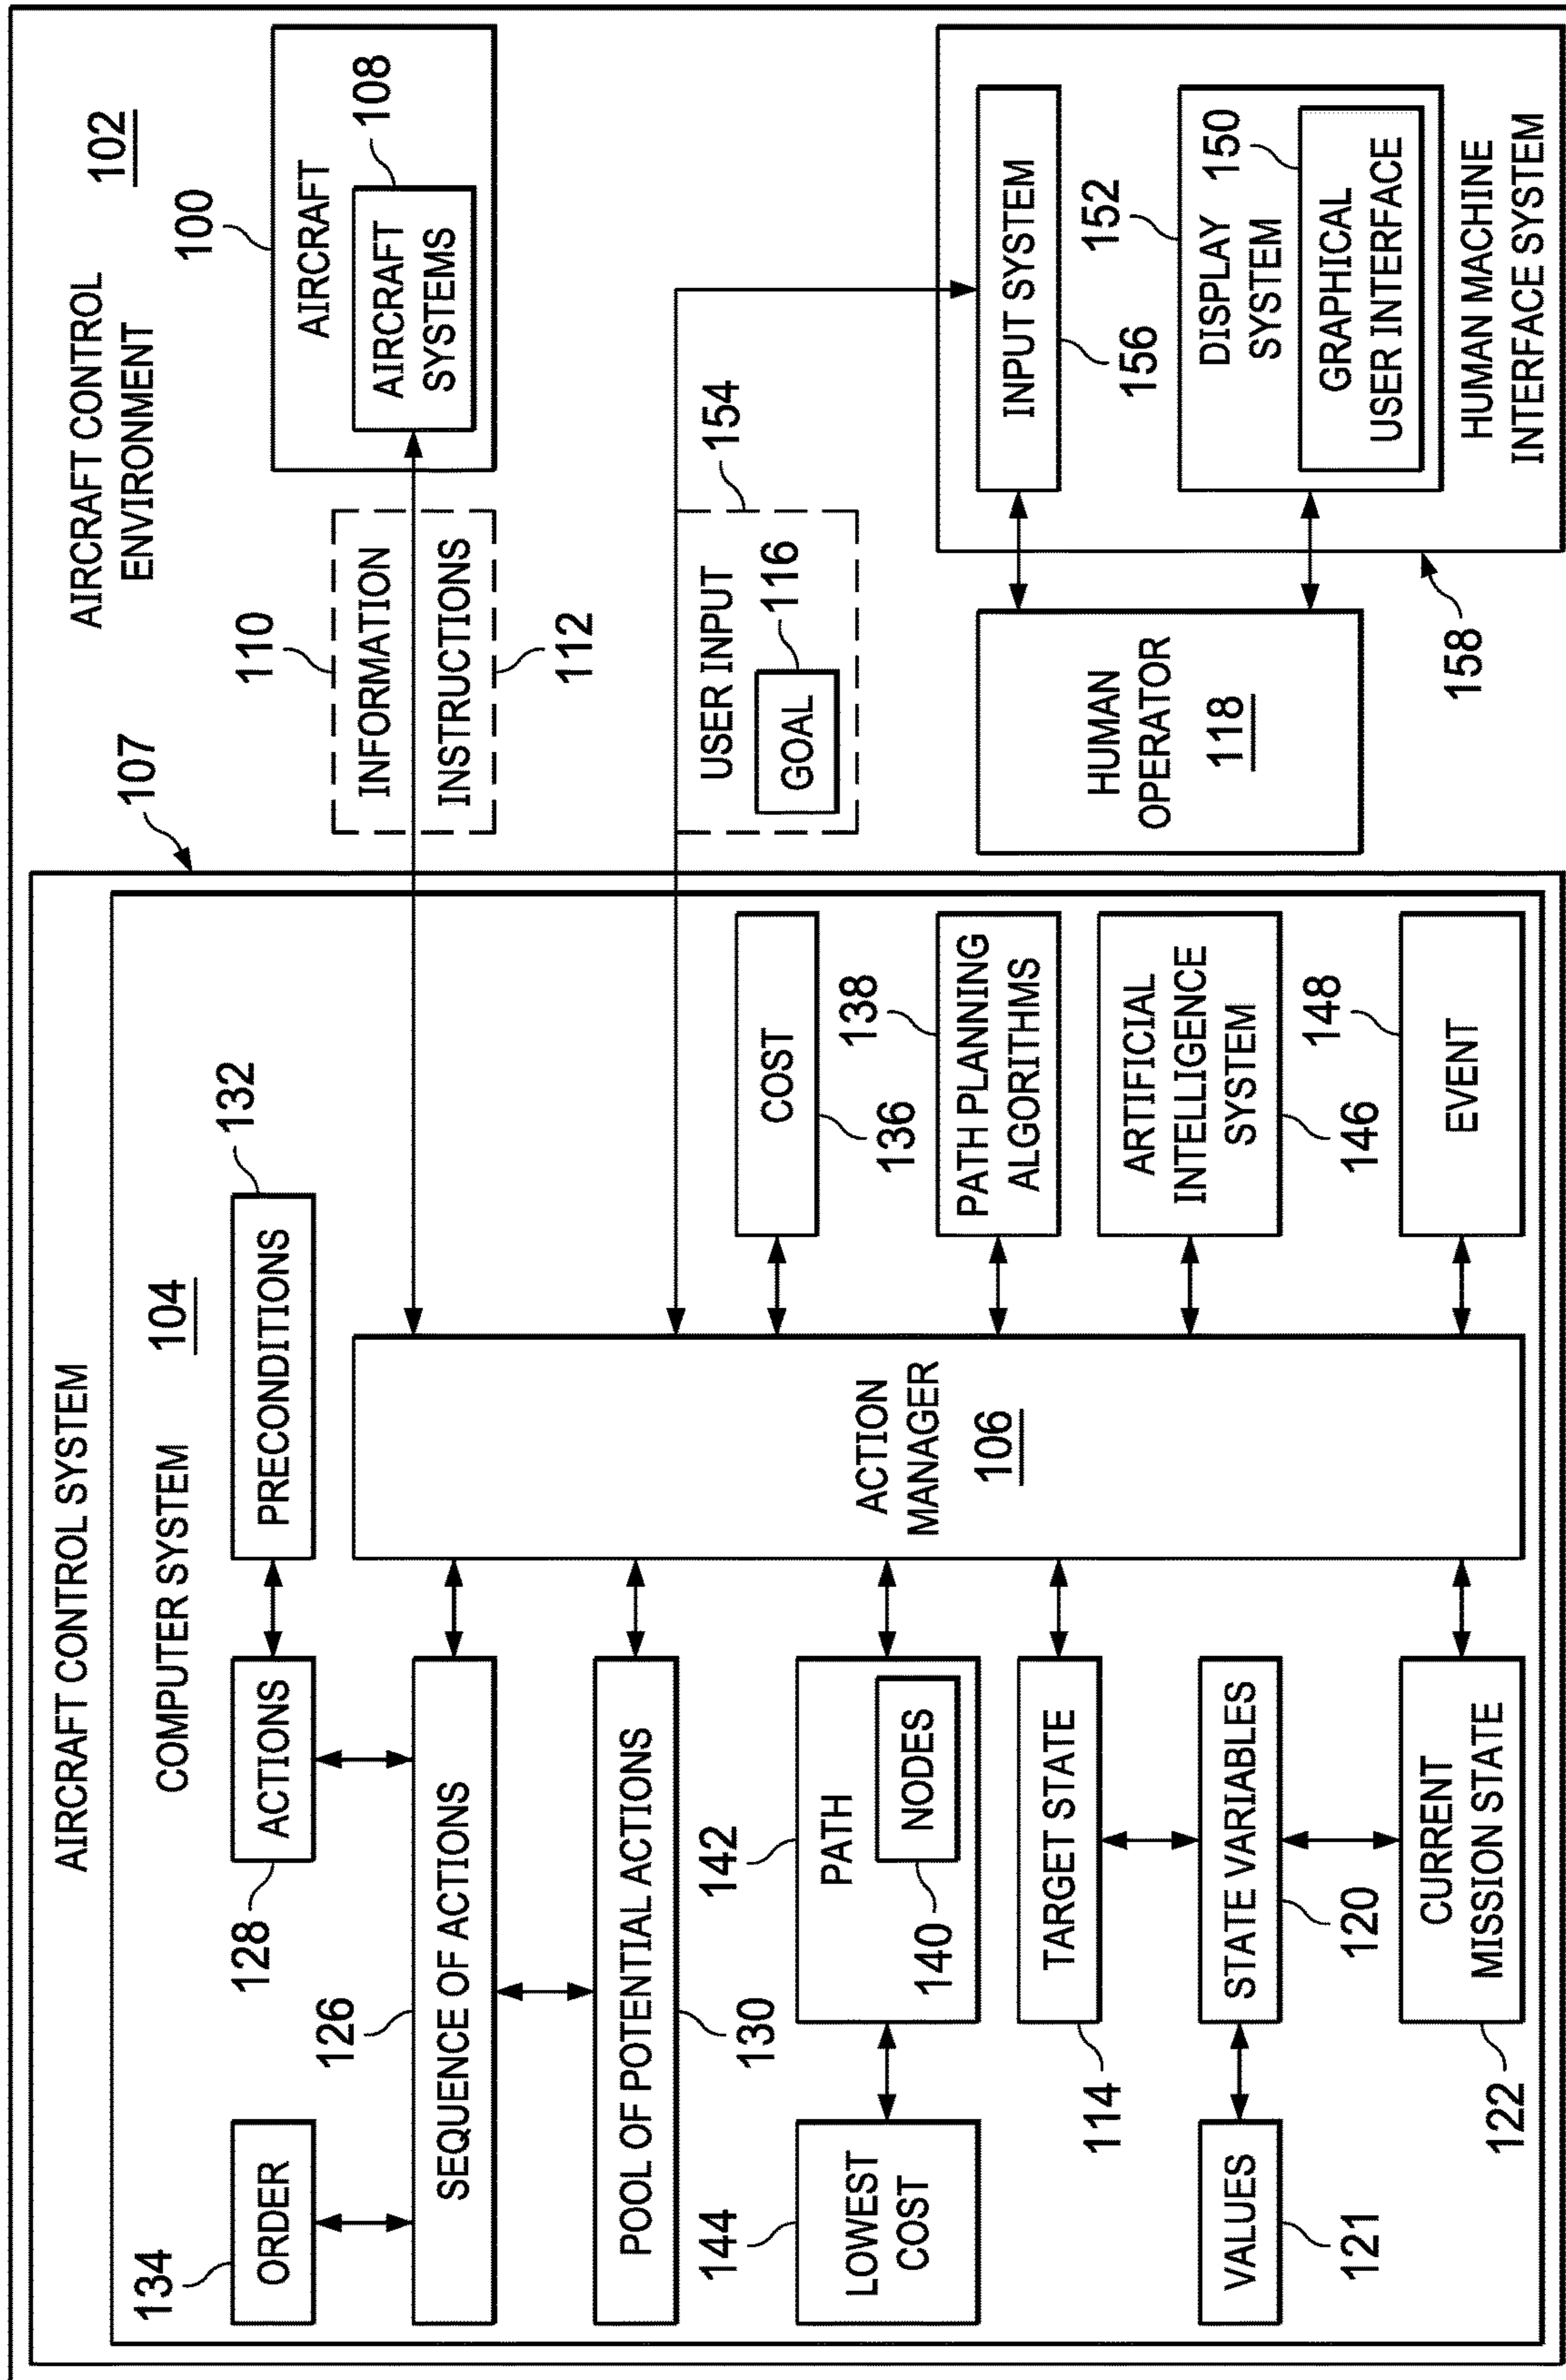 AIRCRAFT CONTROL
ENVIRONMENT
102
AIRCRAFT CONTROL SYSTEM
107
COMPUTER SYSTEM
104
134
ORDER
128
ACTIONS
132
PRECONDITIONS
126
SEQUENCE OF ACTIONS
POOL OF POTENTIAL ACTIONS
130
144
LOWEST
COST
142
PATH
NODES
140
TARGET STATE
114
VALUES
121
STATE VARIABLES
120
CURRENT
MISSION STATE
122
ACTION
MANAGER
106
COST
136
138
PATH PLANNING
ALGORITHMS
ARTIFICIAL
INTELLIGENCE
SYSTEM
146
148
EVENT
110
INFORMATION
INSTRUCTIONS
112
100
AIRCRAFT
108
AIRCRAFT
SYSTEMS
154
USER INPUT
116
GOAL
HUMAN
OPERATOR
118
INPUT SYSTEM
156
152
DISPLAY
SYSTEM
150
GRAPHICAL
USER INTERFACE
HUMAN MACHINE
INTERFACE SYSTEM
158